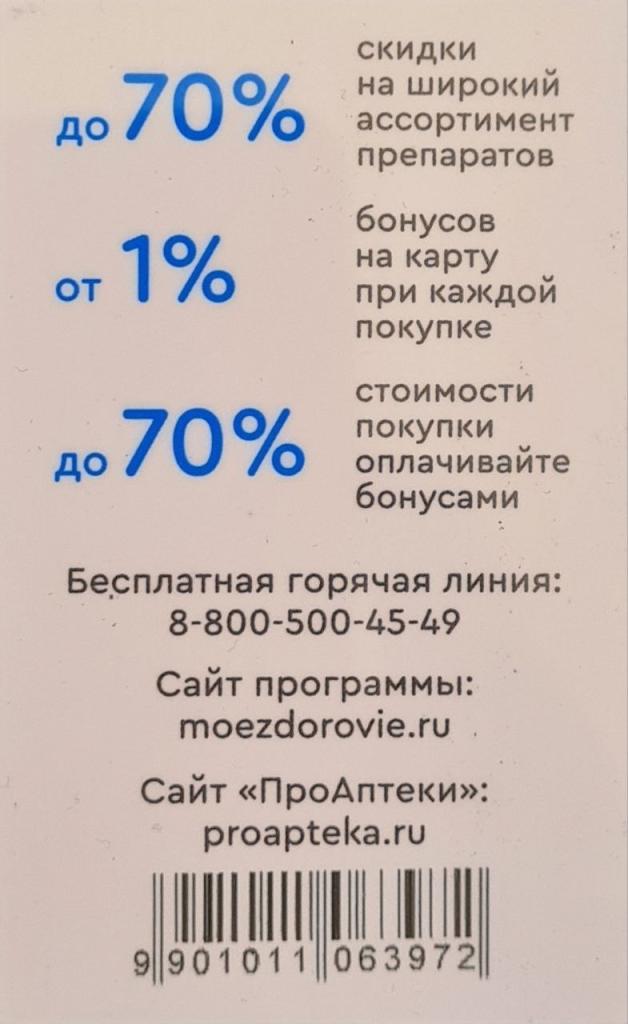 до 70%
скидки
на широкий
ассортимент
препаратов
от 1%
бонусов
на карту
при каждой
покупке
до 70%
стоимости
покупки
оплачивайте
бонусами
Бесплатная горячая линия:
8-800-500-45-49
Сайт программы:
moezdorovie.ru
Сайт «ПроАптеки»:
proapteka.ru
9 901011 063972